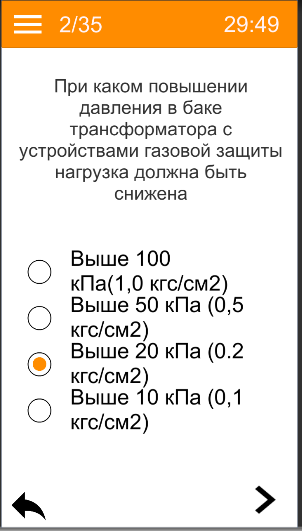 2/35 29:49
При каком повышении
давления в баке
трансформатора с
устройствами газовой защиты
нагрузка должна быть
снижена
Выше 100
кПа(1,0 кгс/см2)
Выше 50 кПа (0,5
кгс/см2)
Выше 20 кПа (0.2
кгс/см2)
Выше 10 кПа (0,1
кгс/см2)